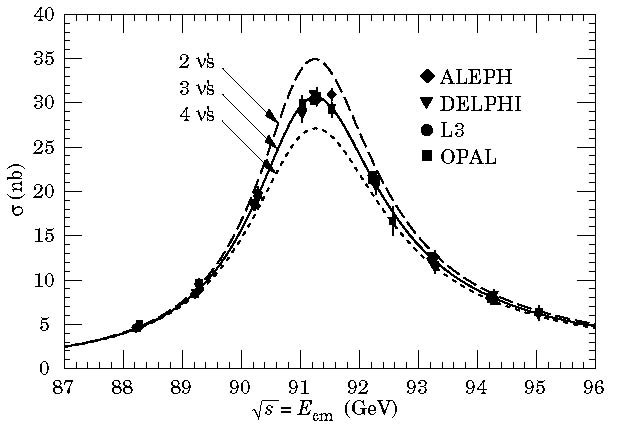 40
35
30
25
20
15
10
5
0
σ (nb)
2 ν's
3 ν's
4 ν's
ALEPH
DELPHI
L3
OPAL
87 88 89 90 91 92 93 94 95 96
√s = E_cm (GeV)